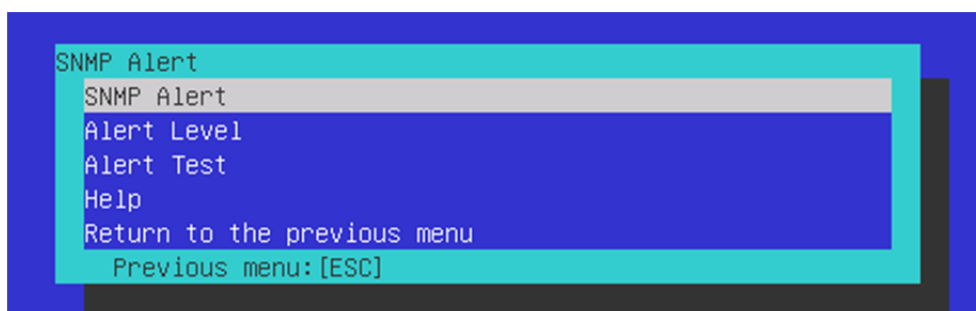 SNMP Alert
SNMP Alert
Alert Level
Alert Test
Help
Return to the previous menu
Previous menu:[ESC]